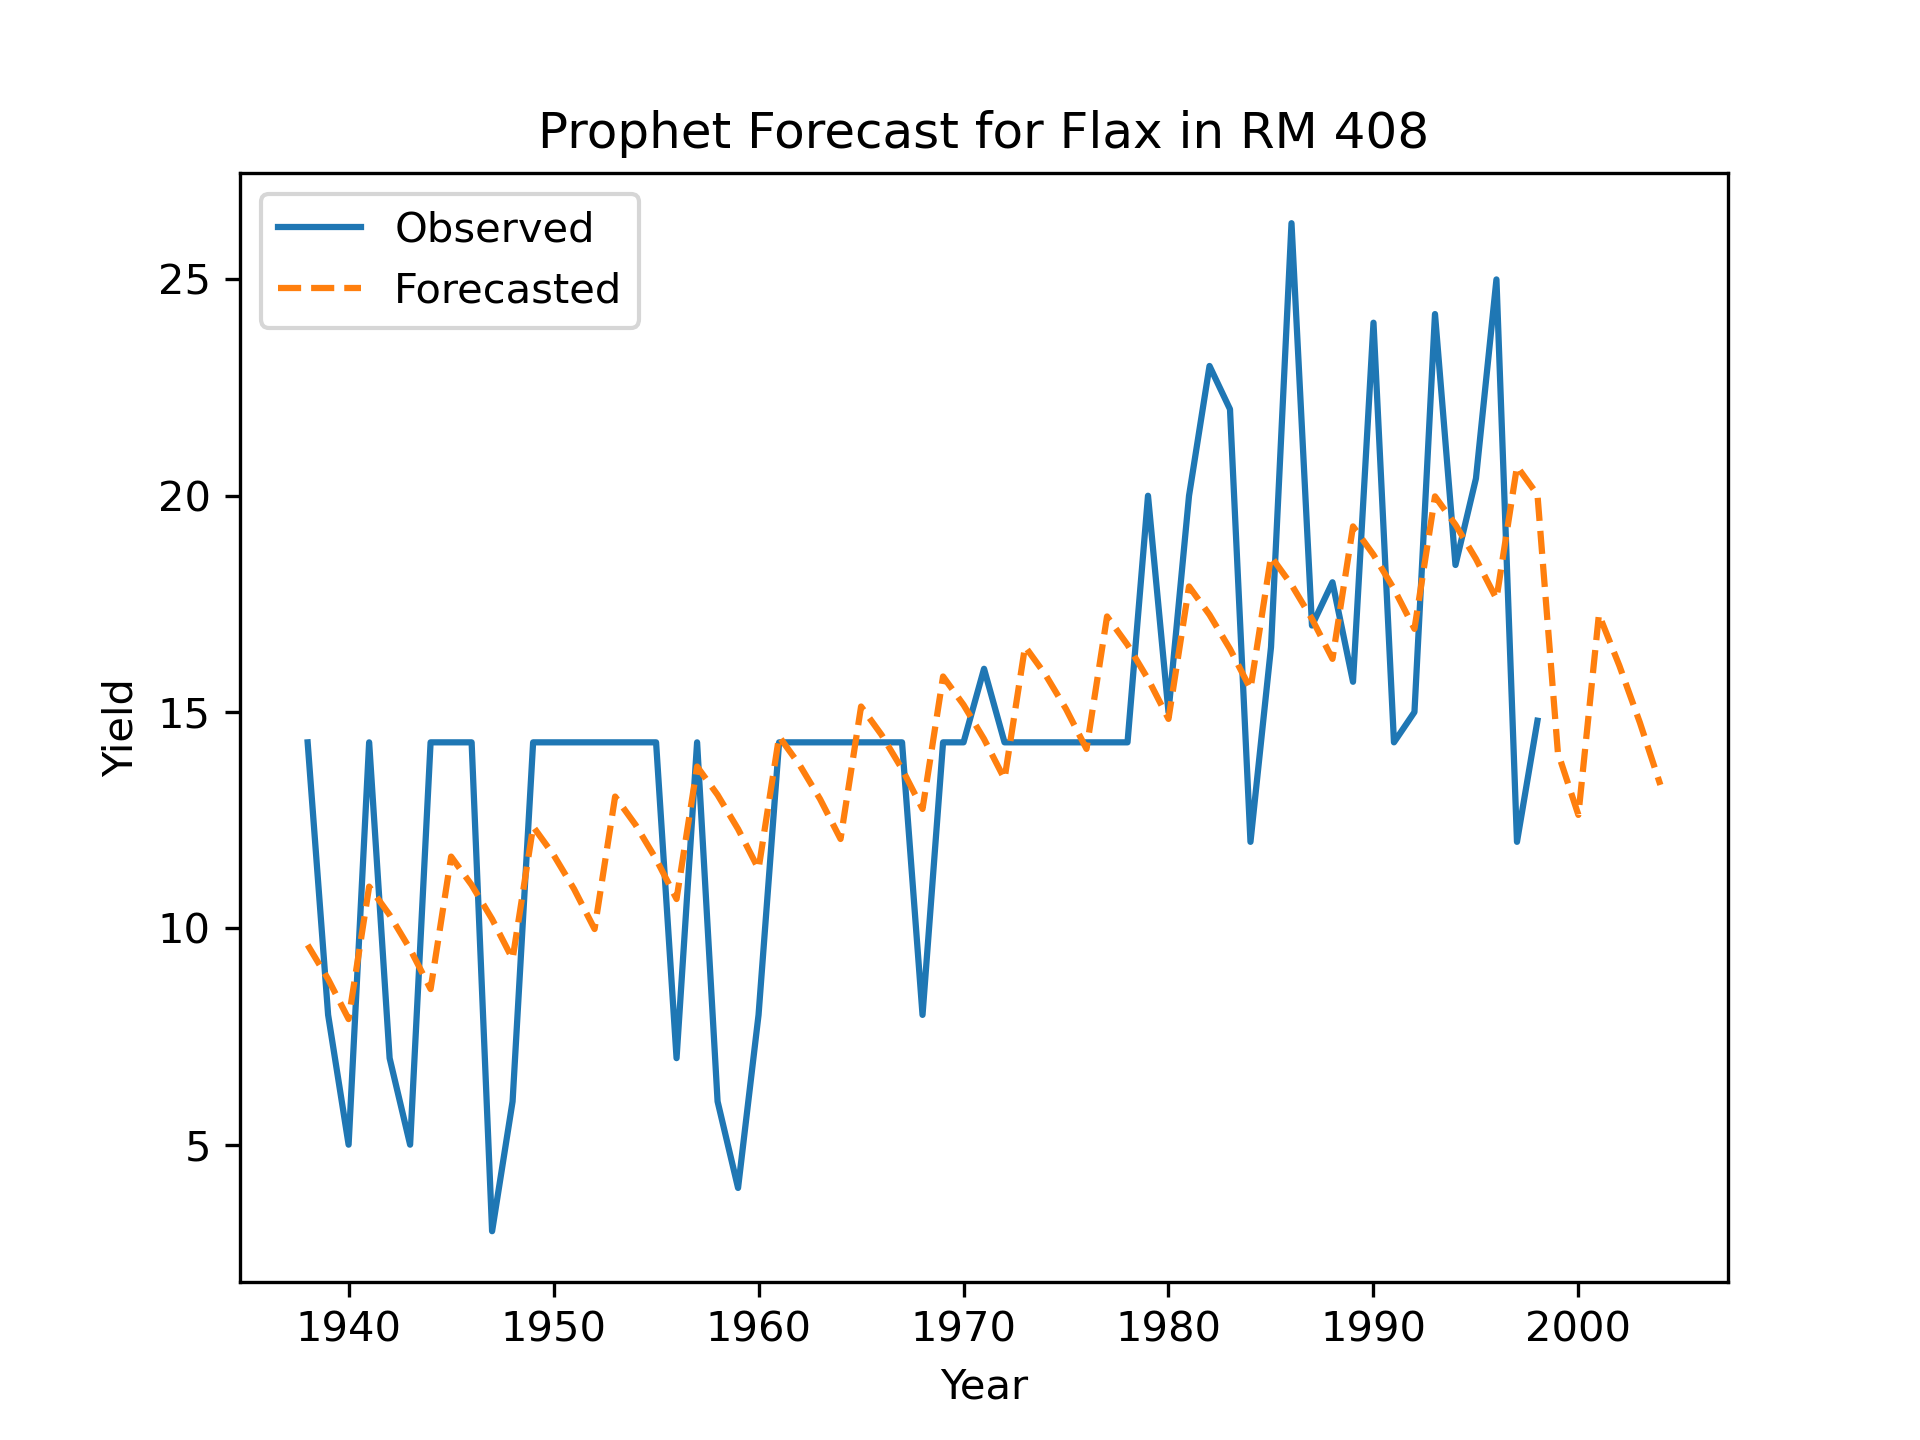 Prophet Forecast for Flax in RM 408
Observed
Forecasted
25
20
15
10
5
Yield
1940 1950 1960 1970 1980 1990 2000
Year